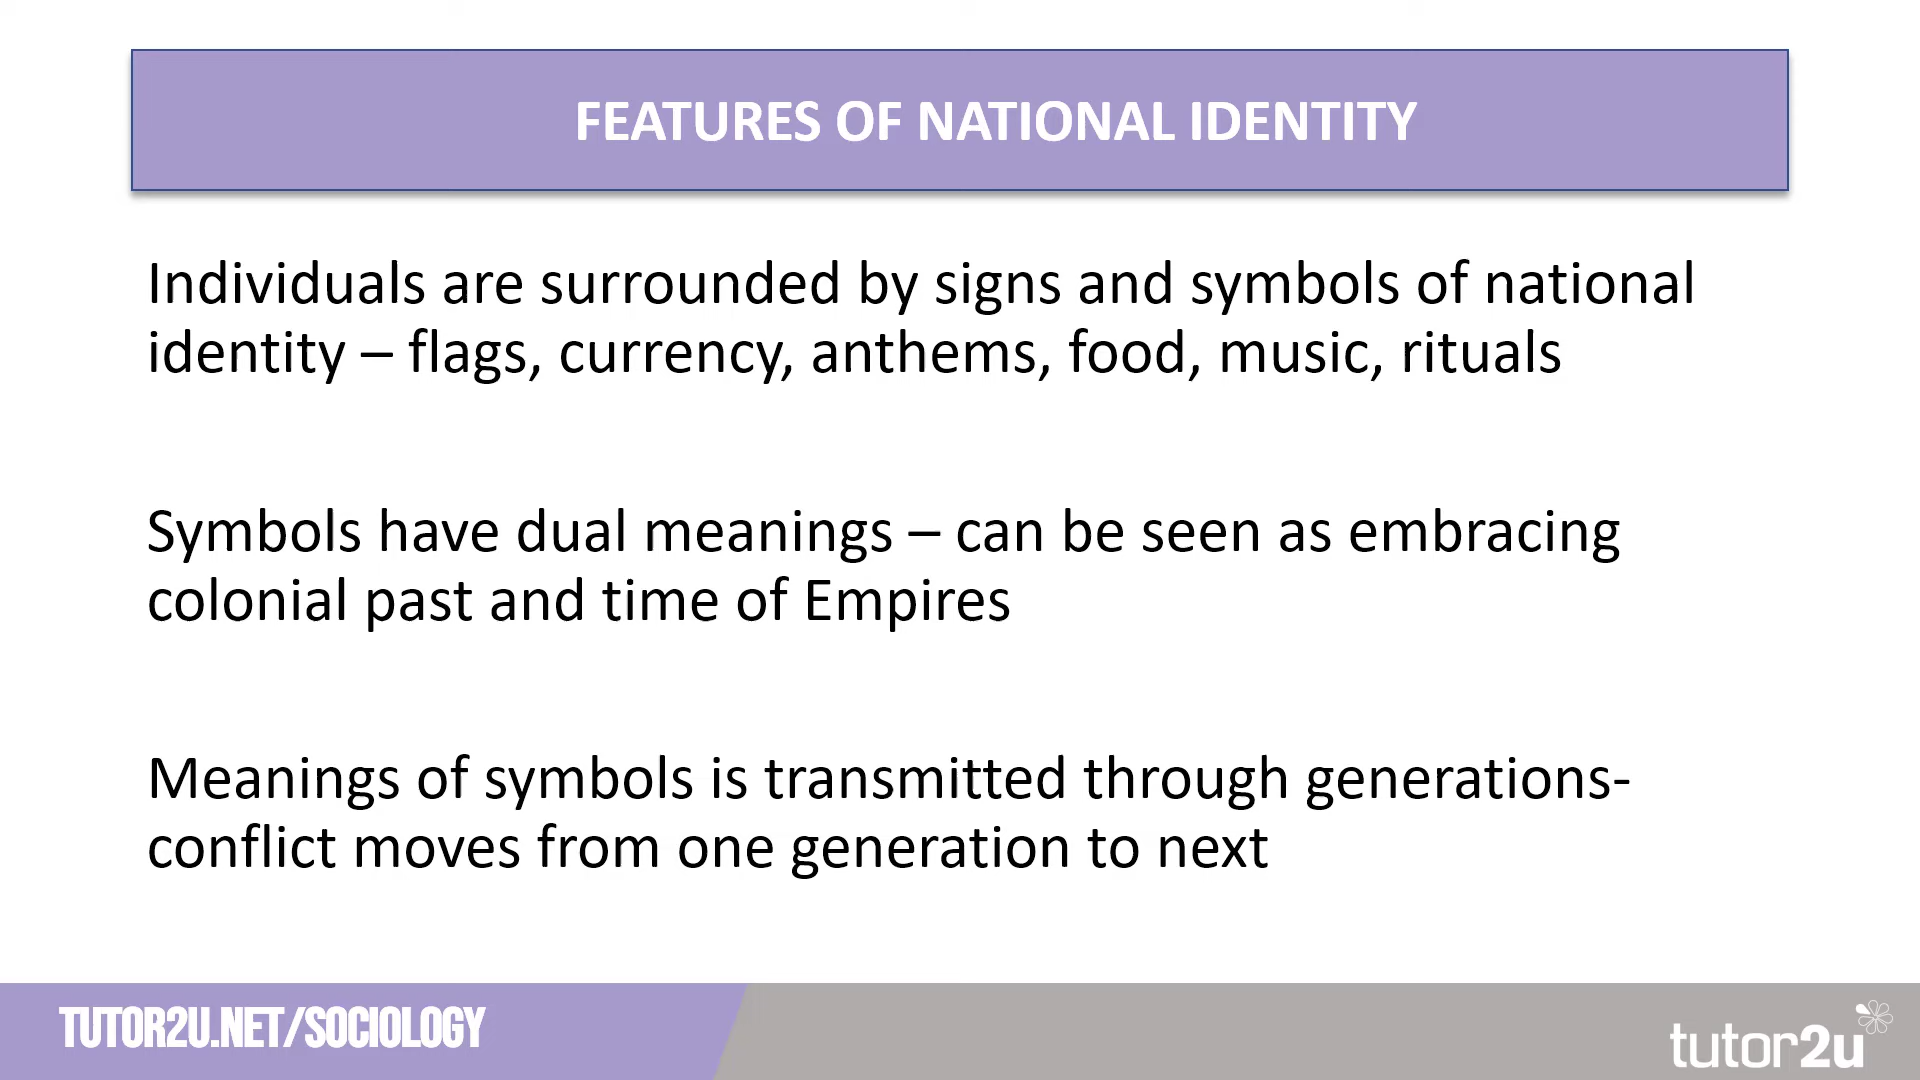 FEATURES OF NATIONAL IDENTITY
Individuals are surrounded by signs and symbols of national
identity – flags, currency, anthems, food, music, rituals
Symbols have dual meanings – can be seen as embracing
colonial past and time of Empires
Meanings of symbols is transmitted through generations-
conflict moves from one generation to next
TUTOR2U.NET/SOCIOLOGY
tutor2u